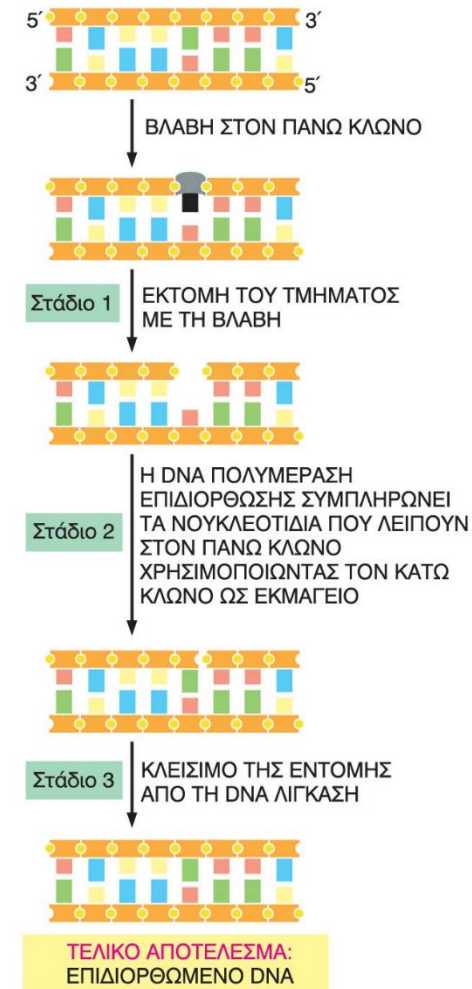 5′ 3′
3′ 5′
ΒΛΑΒΗ ΣΤΟΝ ΠΑΝΩ ΚΛΩΝΟ
Στάδιο 1
ΕΚΤΟΜΗ ΤΟΥ ΤΜΗΜΑΤΟΣ
ΜΕ ΤΗ ΒΛΑΒΗ
Στάδιο 2
Η DNA ΠΟΛΥΜΕΡΑΣΗ
ΕΠΙΔΙΟΡΘΩΣΗΣ ΣΥΜΠΛΗΡΩΝΕΙ
ΤΑ ΝΟΥΚΛΕΟΤΙΔΙΑ ΠΟΥ ΛΕΙΠΟΥΝ
ΣΤΟΝ ΠΑΝΩ ΚΛΩΝΟ
ΧΡΗΣΙΜΟΠΟΙΩΝΤΑΣ ΤΟΝ ΚΑΤΩ
ΚΛΩΝΟ ΩΣ ΕΚΜΑΓΕΙΟ
Στάδιο 3
ΚΛΕΙΣΙΜΟ ΤΗΣ ΕΝΤΟΜΗΣ
ΑΠΟ ΤΗ DNA ΛΙΓΚΑΣΗ
ΤΕΛΙΚΟ ΑΠΟΤΕΛΕΣΜΑ:
ΕΠΙΔΙΟΡΘΩΜΕΝΟ DNA